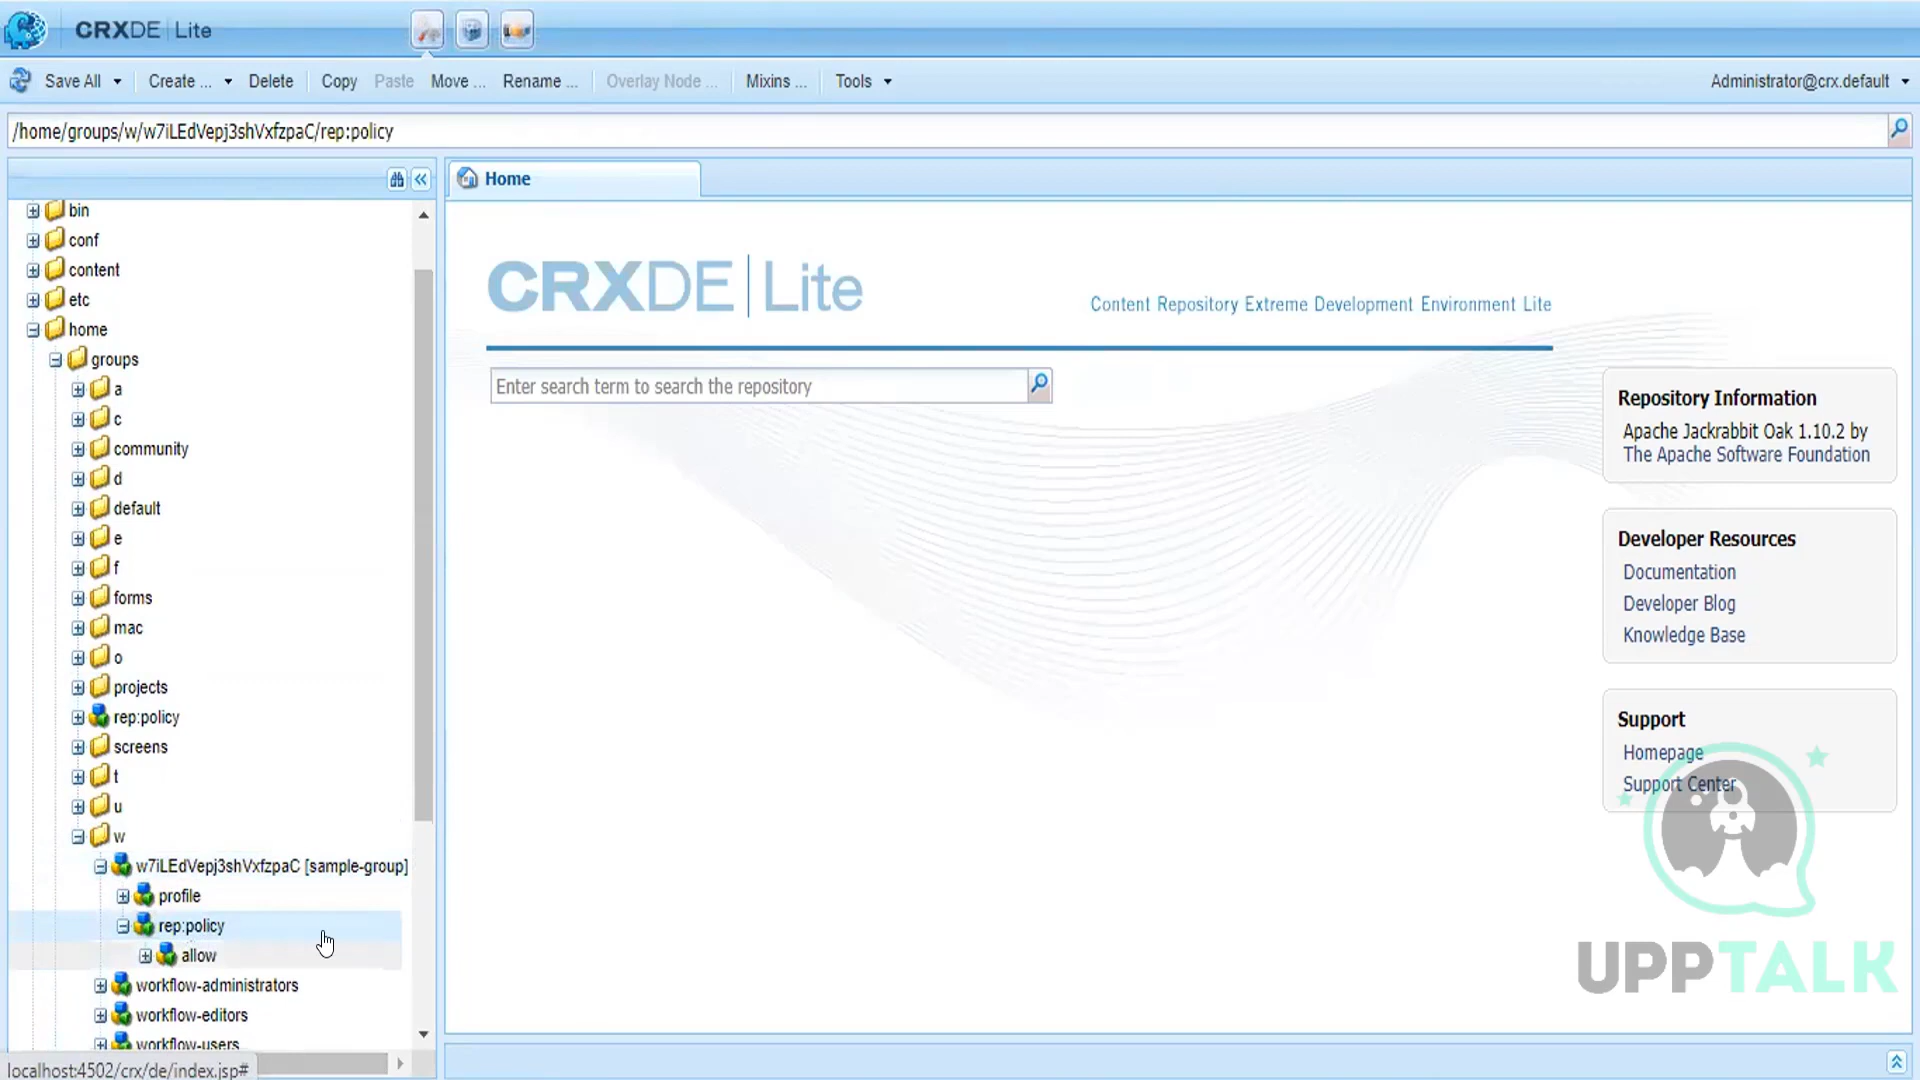 CRXDE | Lite
Save All
Create ...
Delete
Copy
Paste
Move ...
Rename ...
Overlay Node ...
Mixins ...
Tools
Administrator@crx.default
/home/groups/w/w7iLEdVepj3shVxfzpaC/rep:policy
Home
bin
conf
content
etc
home
groups
a
c
community
d
default
e
f
forms
mac
o
projects
rep:policy
screens
t
u
w
w7iLEdVepj3shVxfzpaC [sample-group]
profile
rep:policy
allow
workflow-administrators
workflow-editors
workflow-users
localhost:4502/crx/de/index.jsp#
CRXDE | Lite
Content Repository Extreme Development Environment Lite
Enter search term to search the repository
Repository Information
Apache Jackrabbit Oak 1.10.2 by
The Apache Software Foundation
Developer Resources
Documentation
Developer Blog
Knowledge Base
Support
Homepage
Support Center
UPPTALK